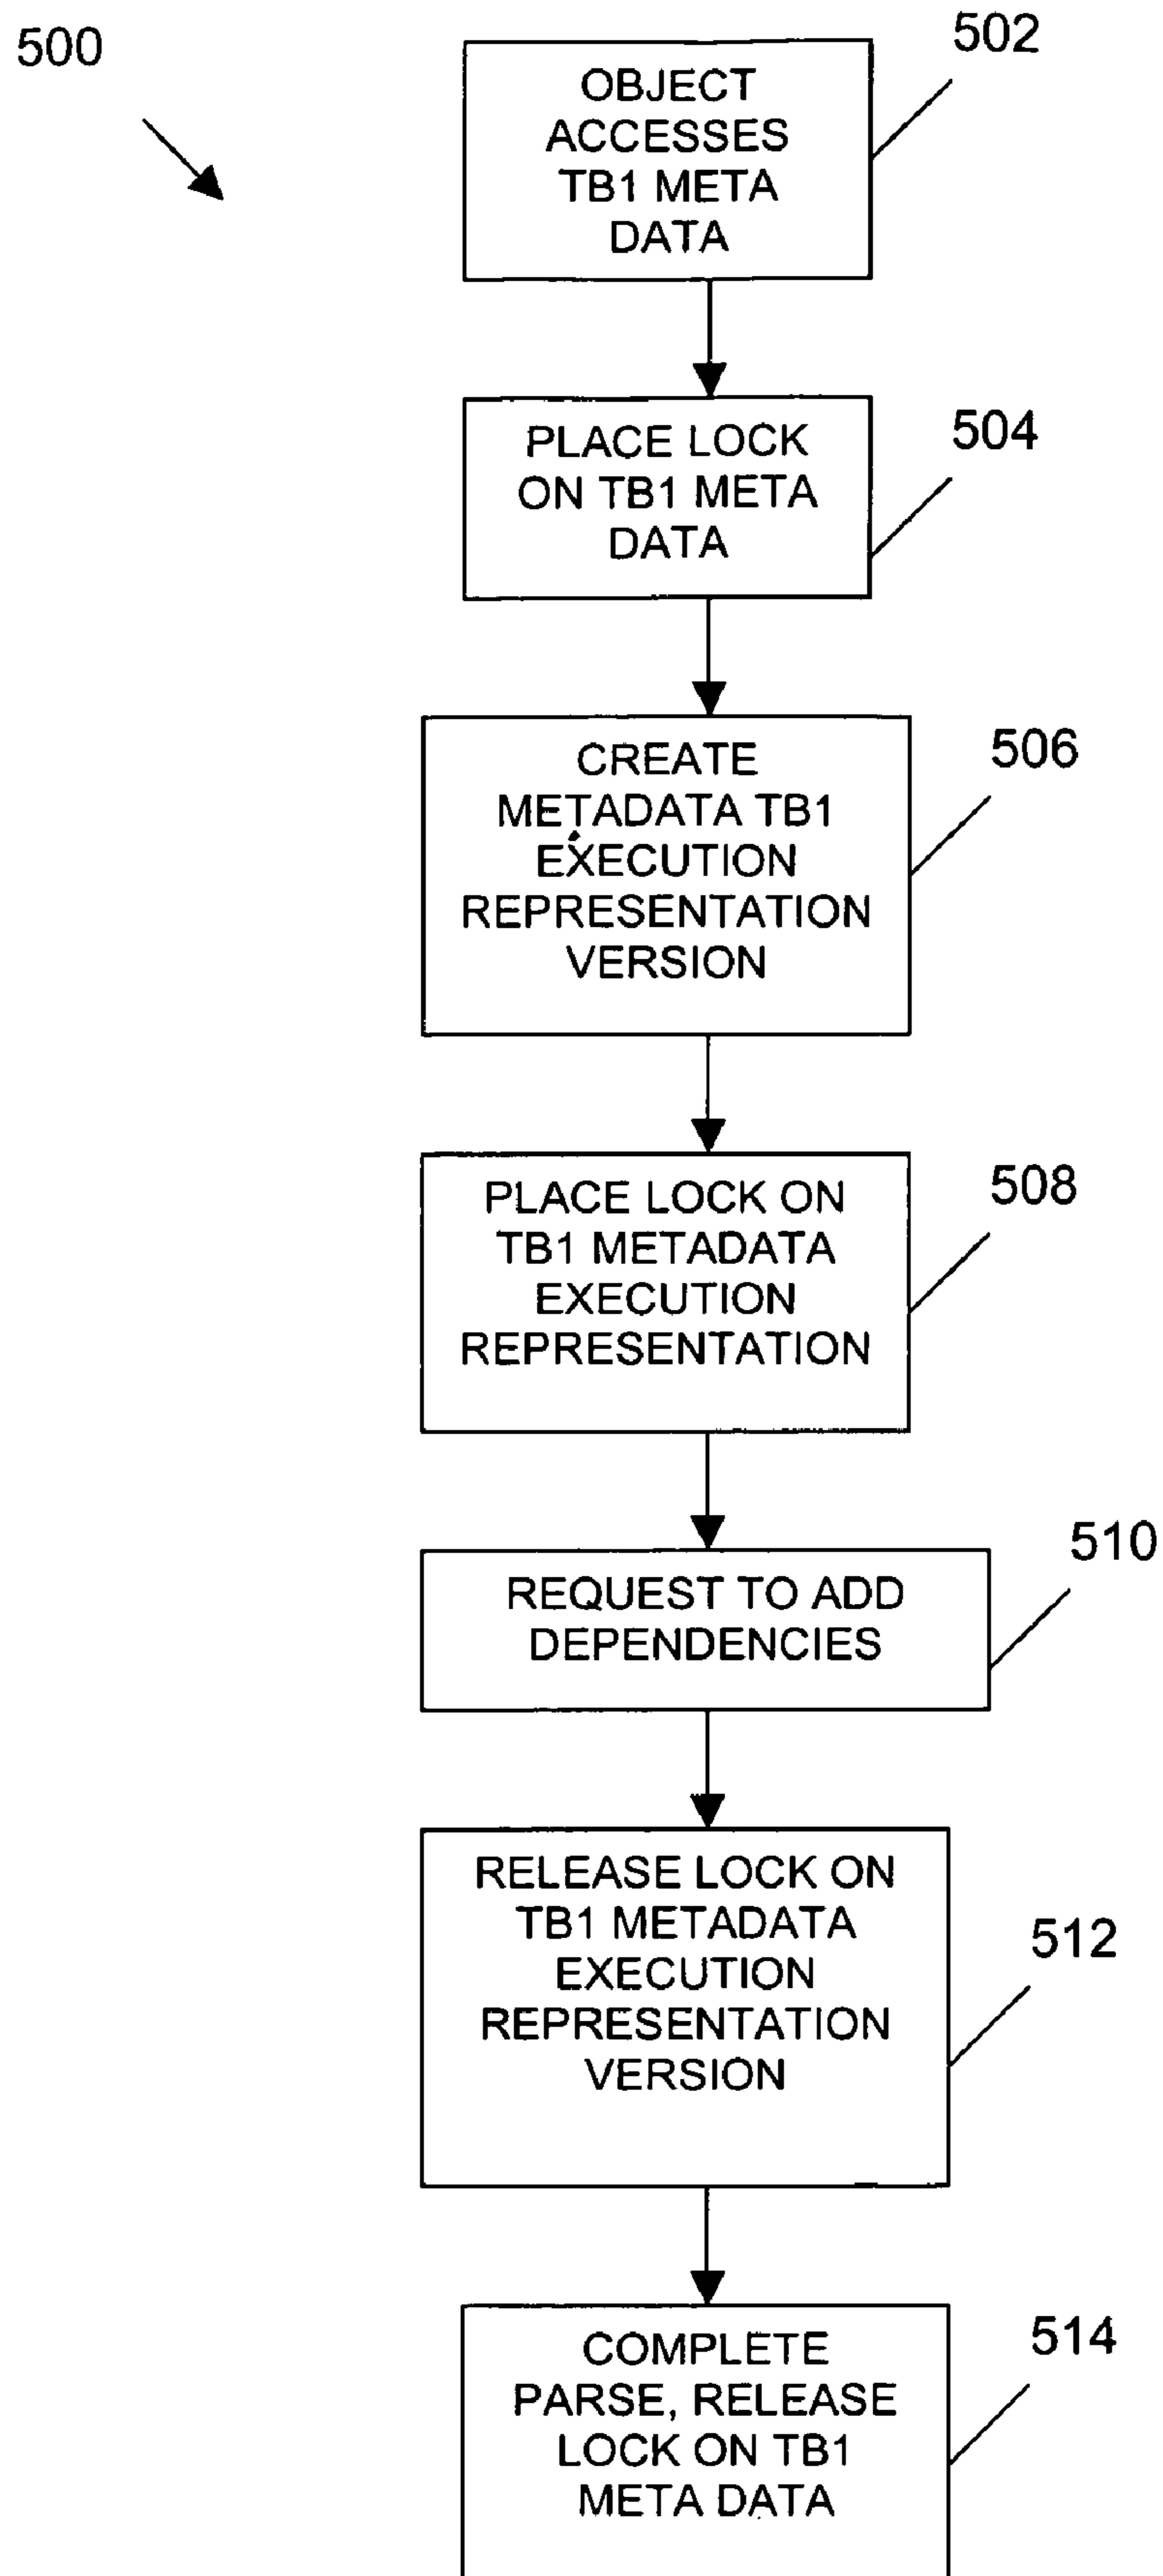 500
502
OBJECT
ACCESSES
TB1 META
DATA
504
PLACE LOCK
ON TB1 META
DATA
506
CREATE
METADATA TB1
EXECUTION
REPRESENTATION
VERSION
508
PLACE LOCK ON
TB1 METADATA
EXECUTION
REPRESENTATION
510
REQUEST TO ADD
DEPENDENCIES
512
RELEASE LOCK ON
TB1 METADATA
EXECUTION
REPRESENTATION
VERSION
514
COMPLETE
PARSE, RELEASE
LOCK ON TB1
META DATA